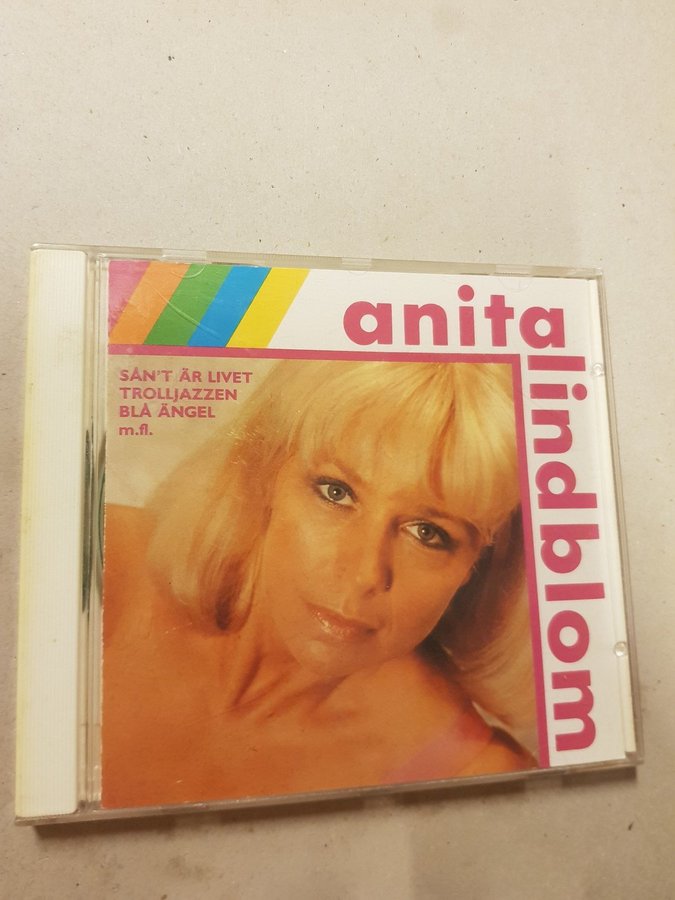 anita
lindblom
SÅN'T ÄR LIVET
TROLLJAZZEN
BLÅ ÄNGEL
m.fl.